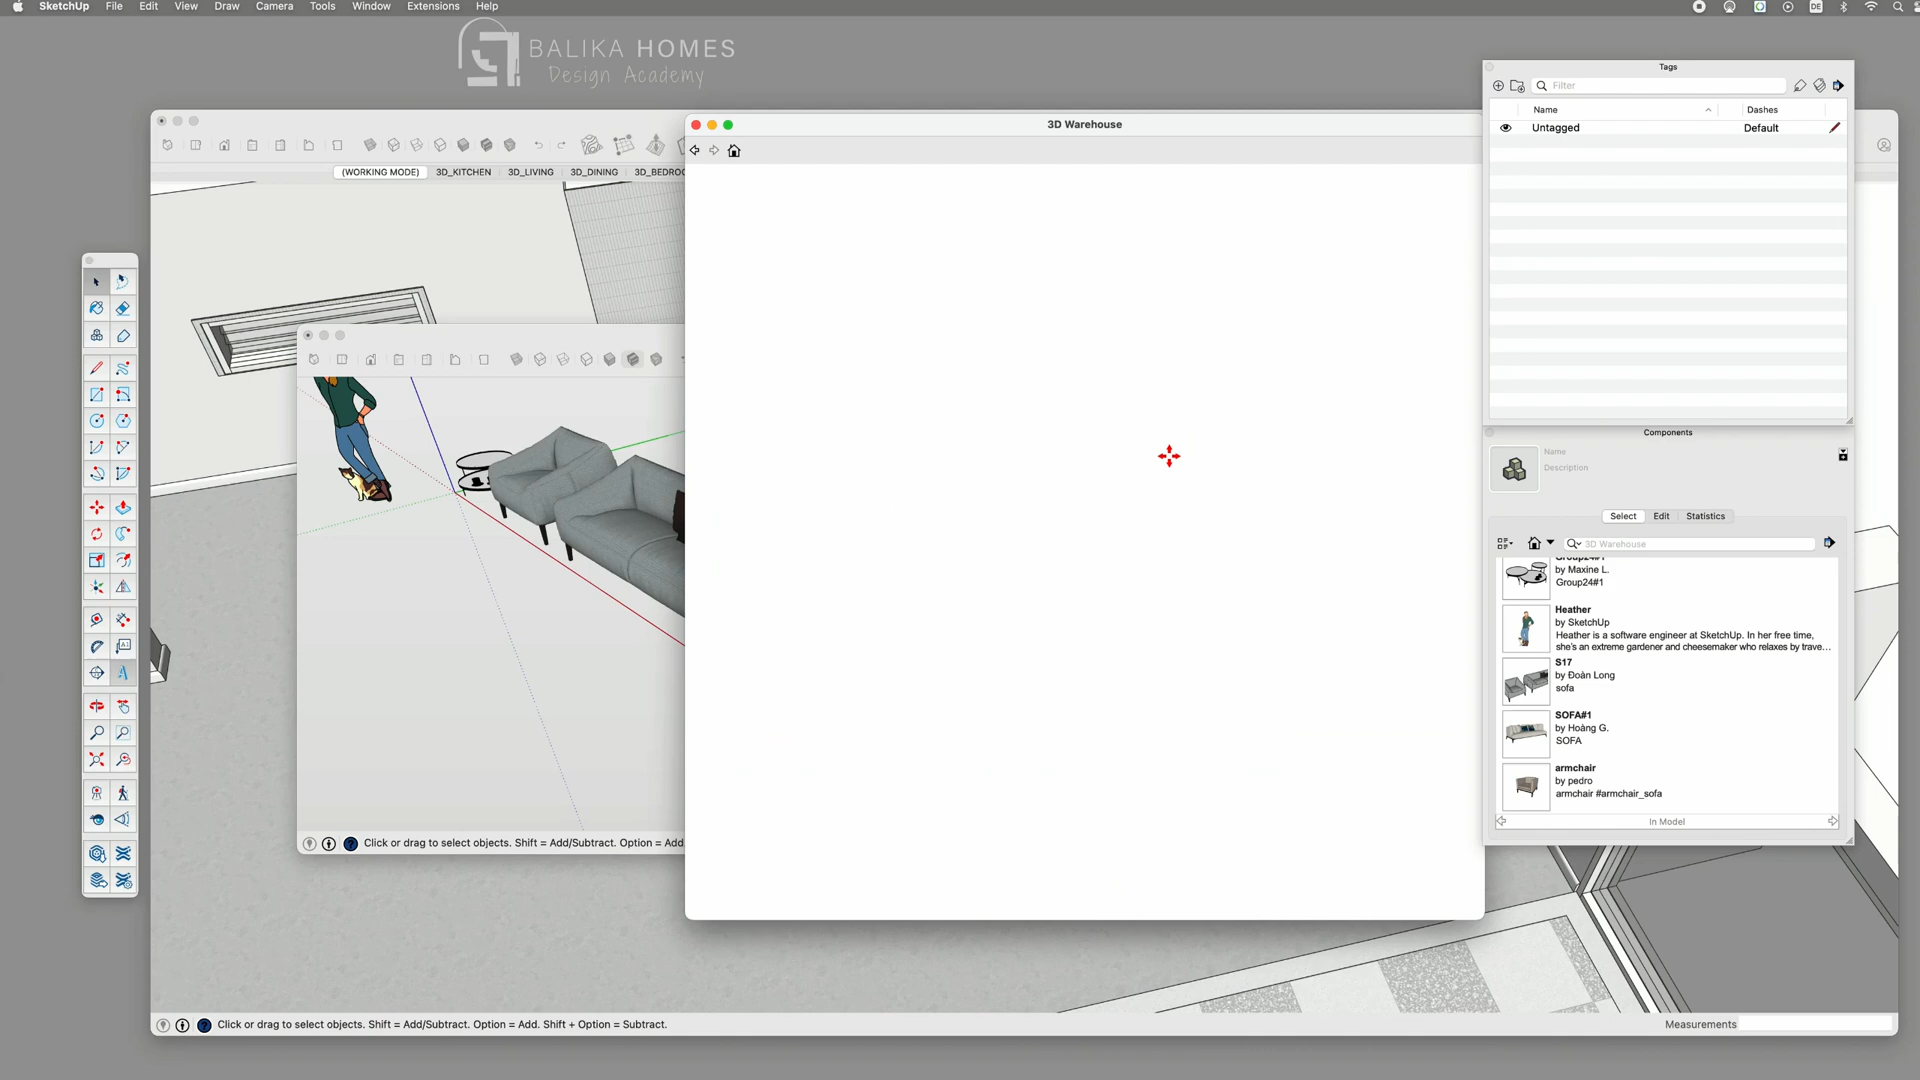 SketchUp File Edit View Draw Camera Tools Window Extensions Help
DE
BALIKA HOMES
Design Academy
Tags
Filter
Name Dashes
Untagged Default
3D Warehouse
(WORKING MODE) 3D_KITCHEN 3D_LIVING 3D_DINING 3D_BEDROO
Components
Name
Description
Select Edit Statistics
3D Warehouse
Group24#1
by Maxine L.
Group24#1
Heather
by SketchUp
Heather is a software engineer at SketchUp. In her free time,
she's an extreme gardener and cheesemaker who relaxes by trave...
S17
by Đoàn Long
sofa
SOFA#1
by Hoàng G.
SOFA
armchair
by pedro
armchair #armchair_sofa
In Model
Click or drag to select objects. Shift = Add/Subtract. Option = Add
Click or drag to select objects. Shift = Add/Subtract. Option = Add. Shift + Option = Subtract.
Measurements